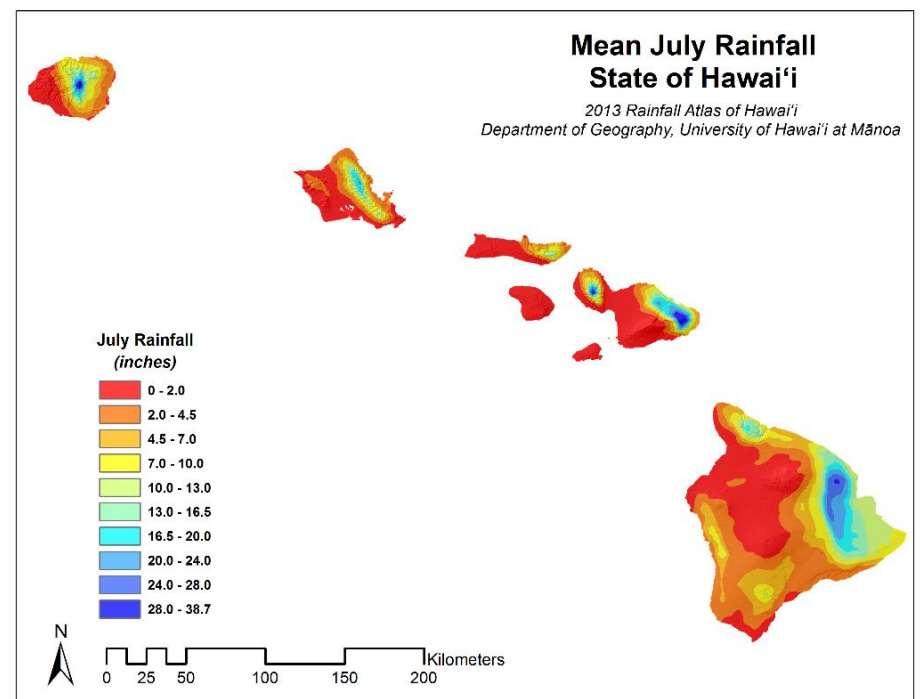 Mean July Rainfall
State of Hawai‘i
2013 Rainfall Atlas of Hawai‘i
Department of Geography, University of Hawai‘i at Mānoa
July Rainfall
(inches)
0 - 2.0
2.0 - 4.5
4.5 - 7.0
7.0 - 10.0
10.0 - 13.0
13.0 - 16.5
16.5 - 20.0
20.0 - 24.0
24.0 - 28.0
28.0 - 38.7
N
Kilometers
0 25 50 100 150 200